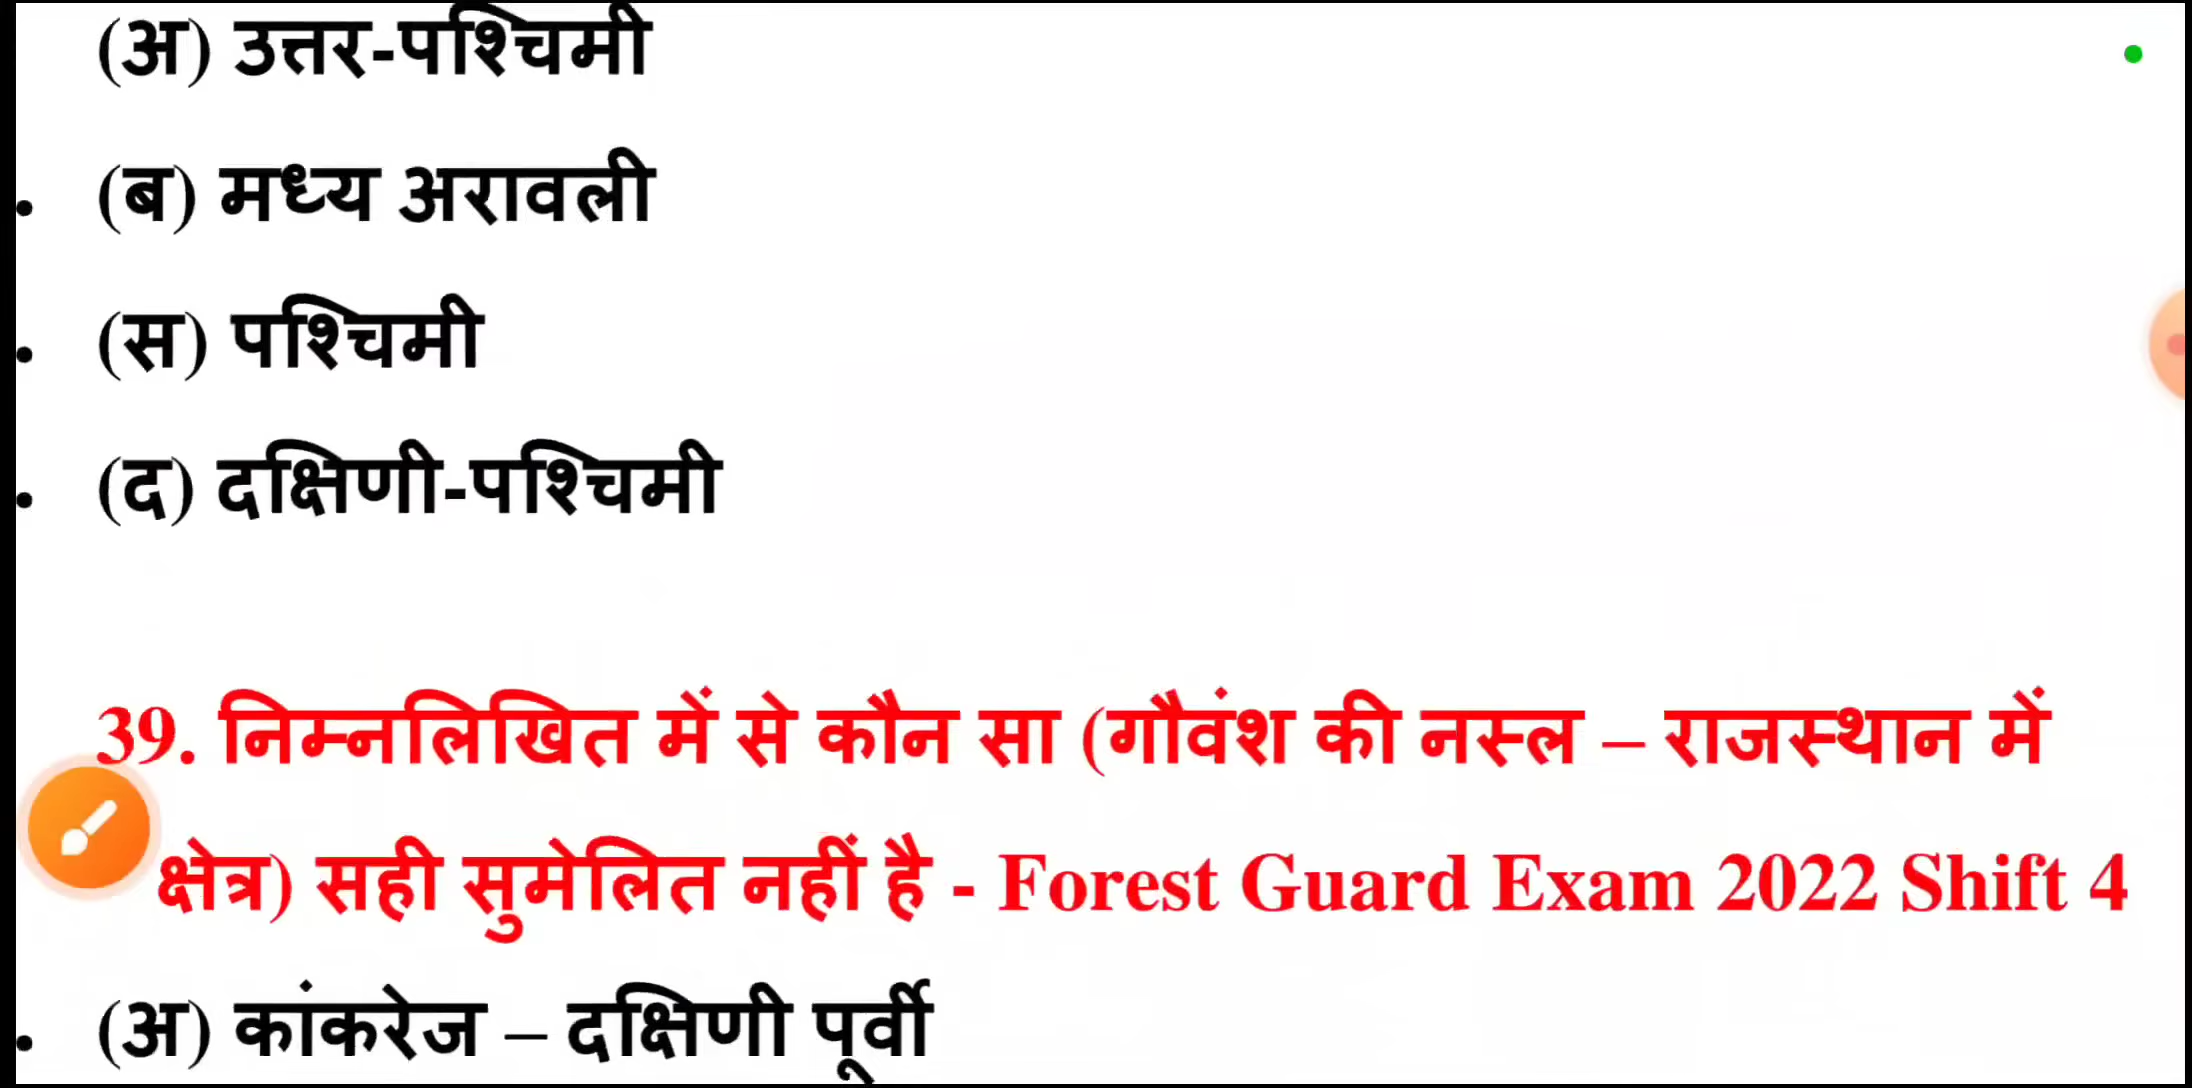 (अ) उत्तर-पश्चिमी
• (ब) मध्य अरावली
• (स) पश्चिमी
• (द) दक्षिणी-पश्चिमी
39. निम्नलिखित में से कौन सा (गौवंश की नस्ल – राजस्थान में
क्षेत्र) सही सुमेलित नहीं है - Forest Guard Exam 2022 Shift 4
• (अ) कांकरेज – दक्षिणी पूर्वी